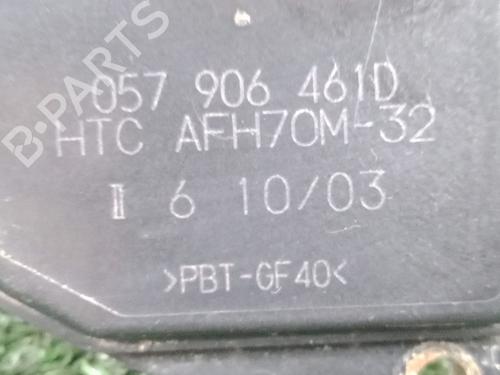 B-PARTS
057 906 461D
HTC AFH70M-32
II 6 10/03
>PBT-GF40<